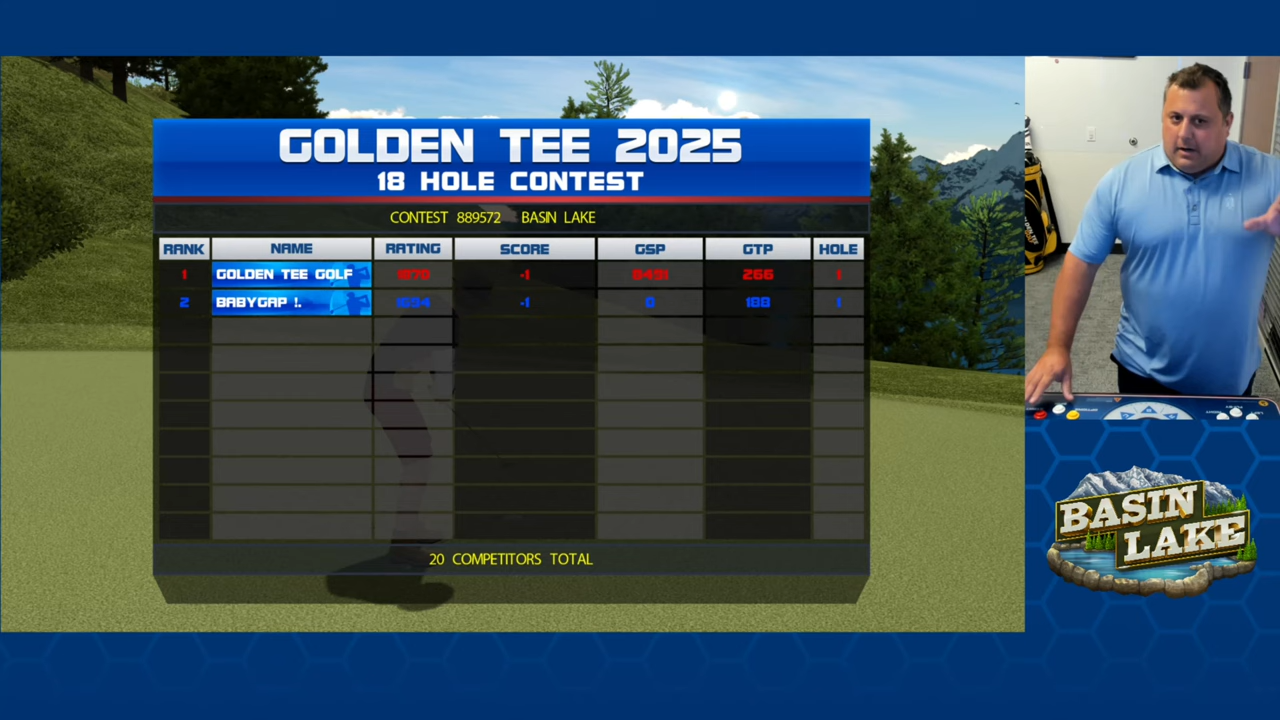 GOLDEN TEE 2025
18 HOLE CONTEST
CONTEST 889572 BASIN LAKE
RANK NAME RATING SCORE GSP GTP HOLE
1 GOLDEN TEE GOLF -1 266 1
2 BABYGAP !. -1 0 188 1
20 COMPETITORS TOTAL
BASIN
LAKE